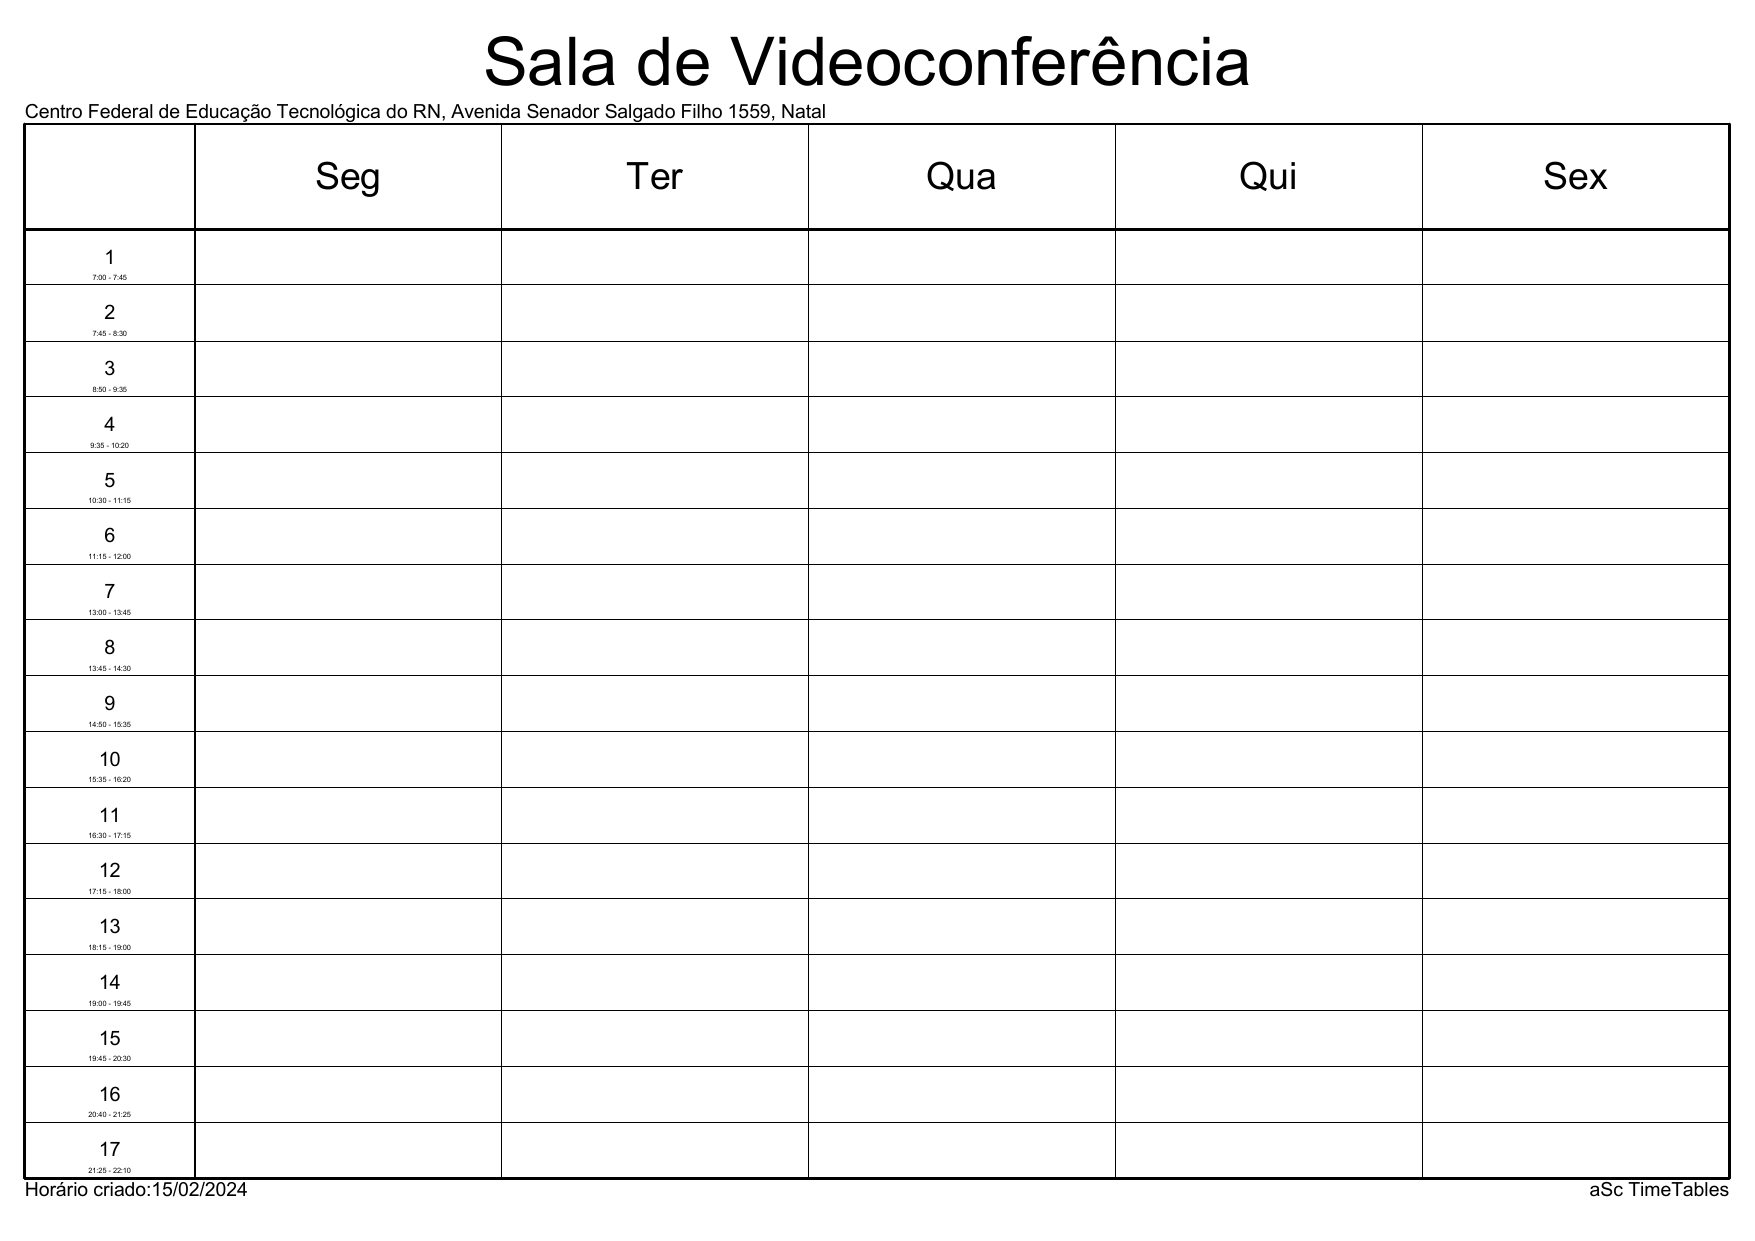 Sala de Videoconferência
Centro Federal de Educação Tecnológica do RN, Avenida Senador Salgado Filho 1559, Natal
Seg Ter Qua Qui Sex
1
7:00 - 7:45
2
7:45 - 8:30
3
8:50 - 9:35
4
9:35 - 10:20
5
10:30 - 11:15
6
11:15 - 12:00
7
13:00 - 13:45
8
13:45 - 14:30
9
14:50 - 15:35
10
15:35 - 16:20
11
16:30 - 17:15
12
17:15 - 18:00
13
18:15 - 19:00
14
19:00 - 19:45
15
19:45 - 20:30
16
20:40 - 21:25
17
21:25 - 22:10
Horário criado:15/02/2024 aSc TimeTables